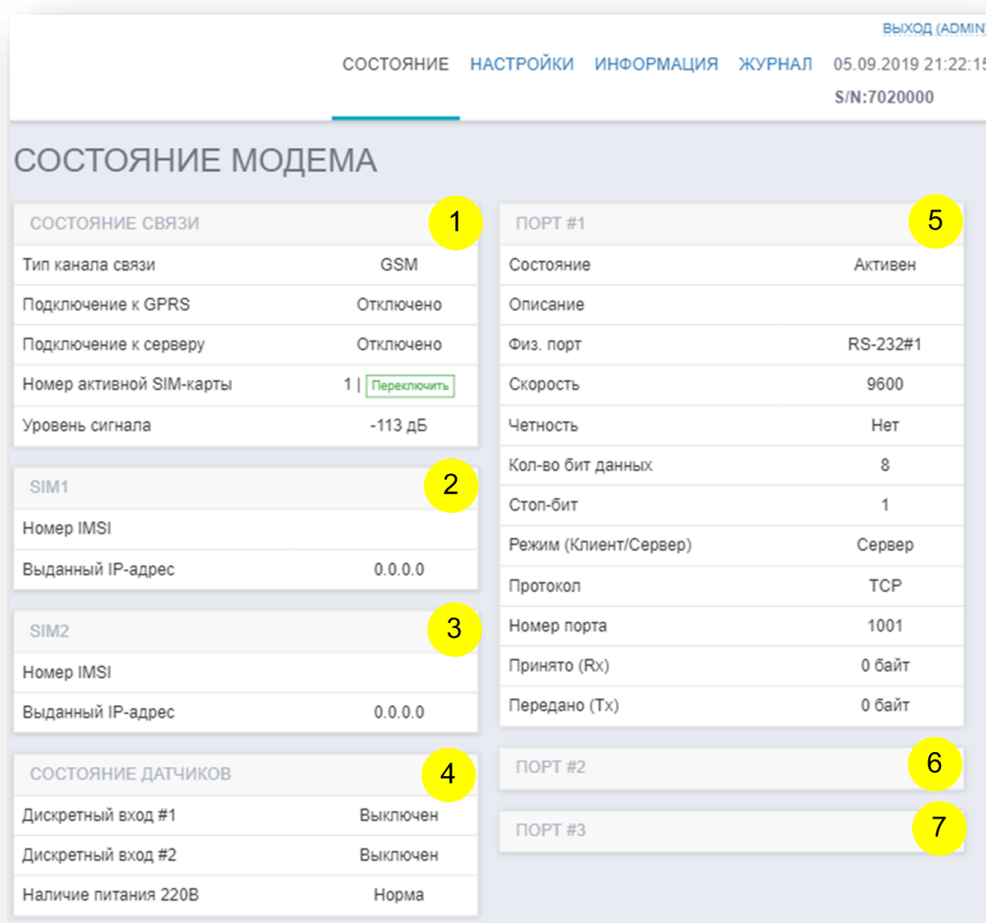 ВЫХОД (ADMIN)
СОСТОЯНИЕ НАСТРОЙКИ ИНФОРМАЦИЯ ЖУРНАЛ 05.09.2019 21:22:15
S/N:7020000
СОСТОЯНИЕ МОДЕМА
СОСТОЯНИЕ СВЯЗИ 1
Тип канала связи GSM
Подключение к GPRS Отключено
Подключение к серверу Отключено
Номер активной SIM-карты 1 | Переключить
Уровень сигнала -113 дБ
SIM1 2
Номер IMSI
Выданный IP-адрес 0.0.0.0
SIM2 3
Номер IMSI
Выданный IP-адрес 0.0.0.0
СОСТОЯНИЕ ДАТЧИКОВ 4
Дискретный вход #1 Выключен
Дискретный вход #2 Выключен
Наличие питания 220В Норма
ПОРТ #1 5
Состояние Активен
Описание
Физ. порт RS-232#1
Скорость 9600
Четность Нет
Кол-во бит данных 8
Стоп-бит 1
Режим (Клиент/Сервер) Сервер
Протокол TCP
Номер порта 1001
Принято (Rx) 0 байт
Передано (Tx) 0 байт
ПОРТ #2 6
ПОРТ #3 7